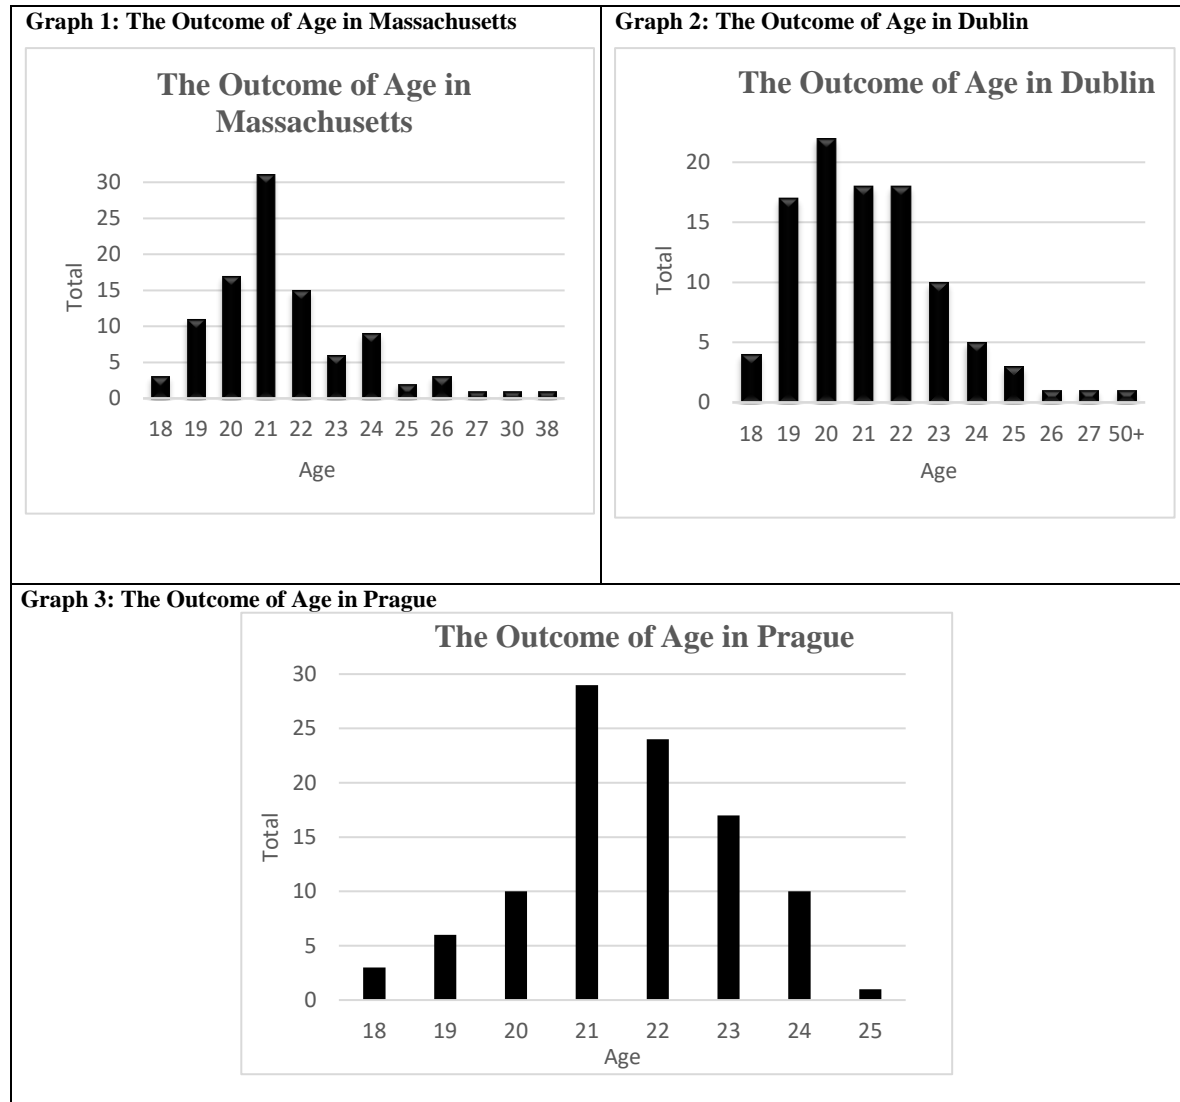 Graph 1: The Outcome of Age in Massachusetts
The Outcome of Age in
Massachusetts
30
25
20
15
10
5
0
Total
18 19 20 21 22 23 24 25 26 27 30 38
Age
Graph 2: The Outcome of Age in Dublin
The Outcome of Age in Dublin
20
15
10
5
0
Total
18 19 20 21 22 23 24 25 26 27 50+
Age
Graph 3: The Outcome of Age in Prague
The Outcome of Age in Prague
30
25
20
15
10
5
0
Total
18 19 20 21 22 23 24 25
Age